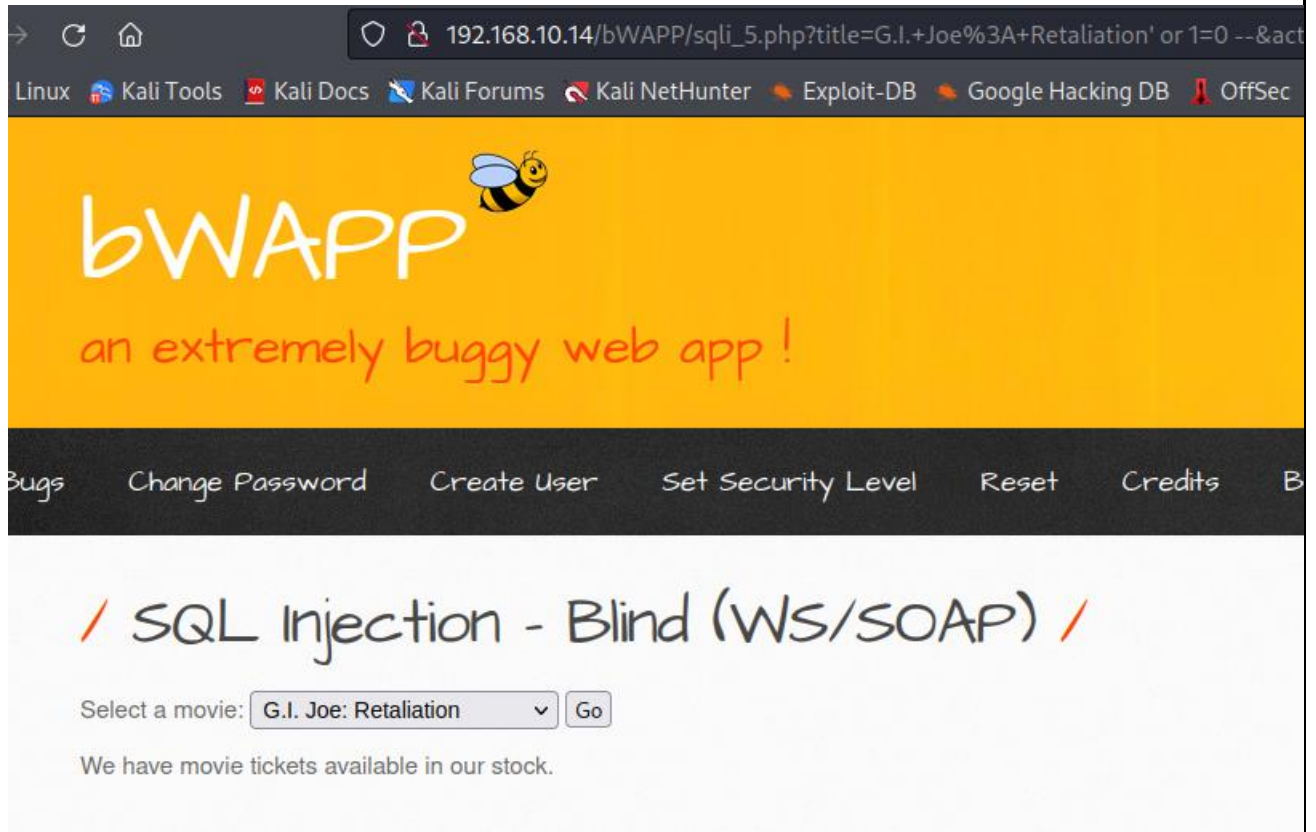 192.168.10.14/bWAPP/sqli_5.php?title=G.I.+Joe%3A+Retaliation' or 1=0 --&act
Linux Kali Tools Kali Docs Kali Forums Kali NetHunter Exploit-DB Google Hacking DB OffSec
bWAPP
an extremely buggy web app !
Bugs Change Password Create User Set Security Level Reset Credits B
/ SQL Injection - Blind (WS/SOAP) /
Select a movie: G.I. Joe: Retaliation Go
We have movie tickets available in our stock.